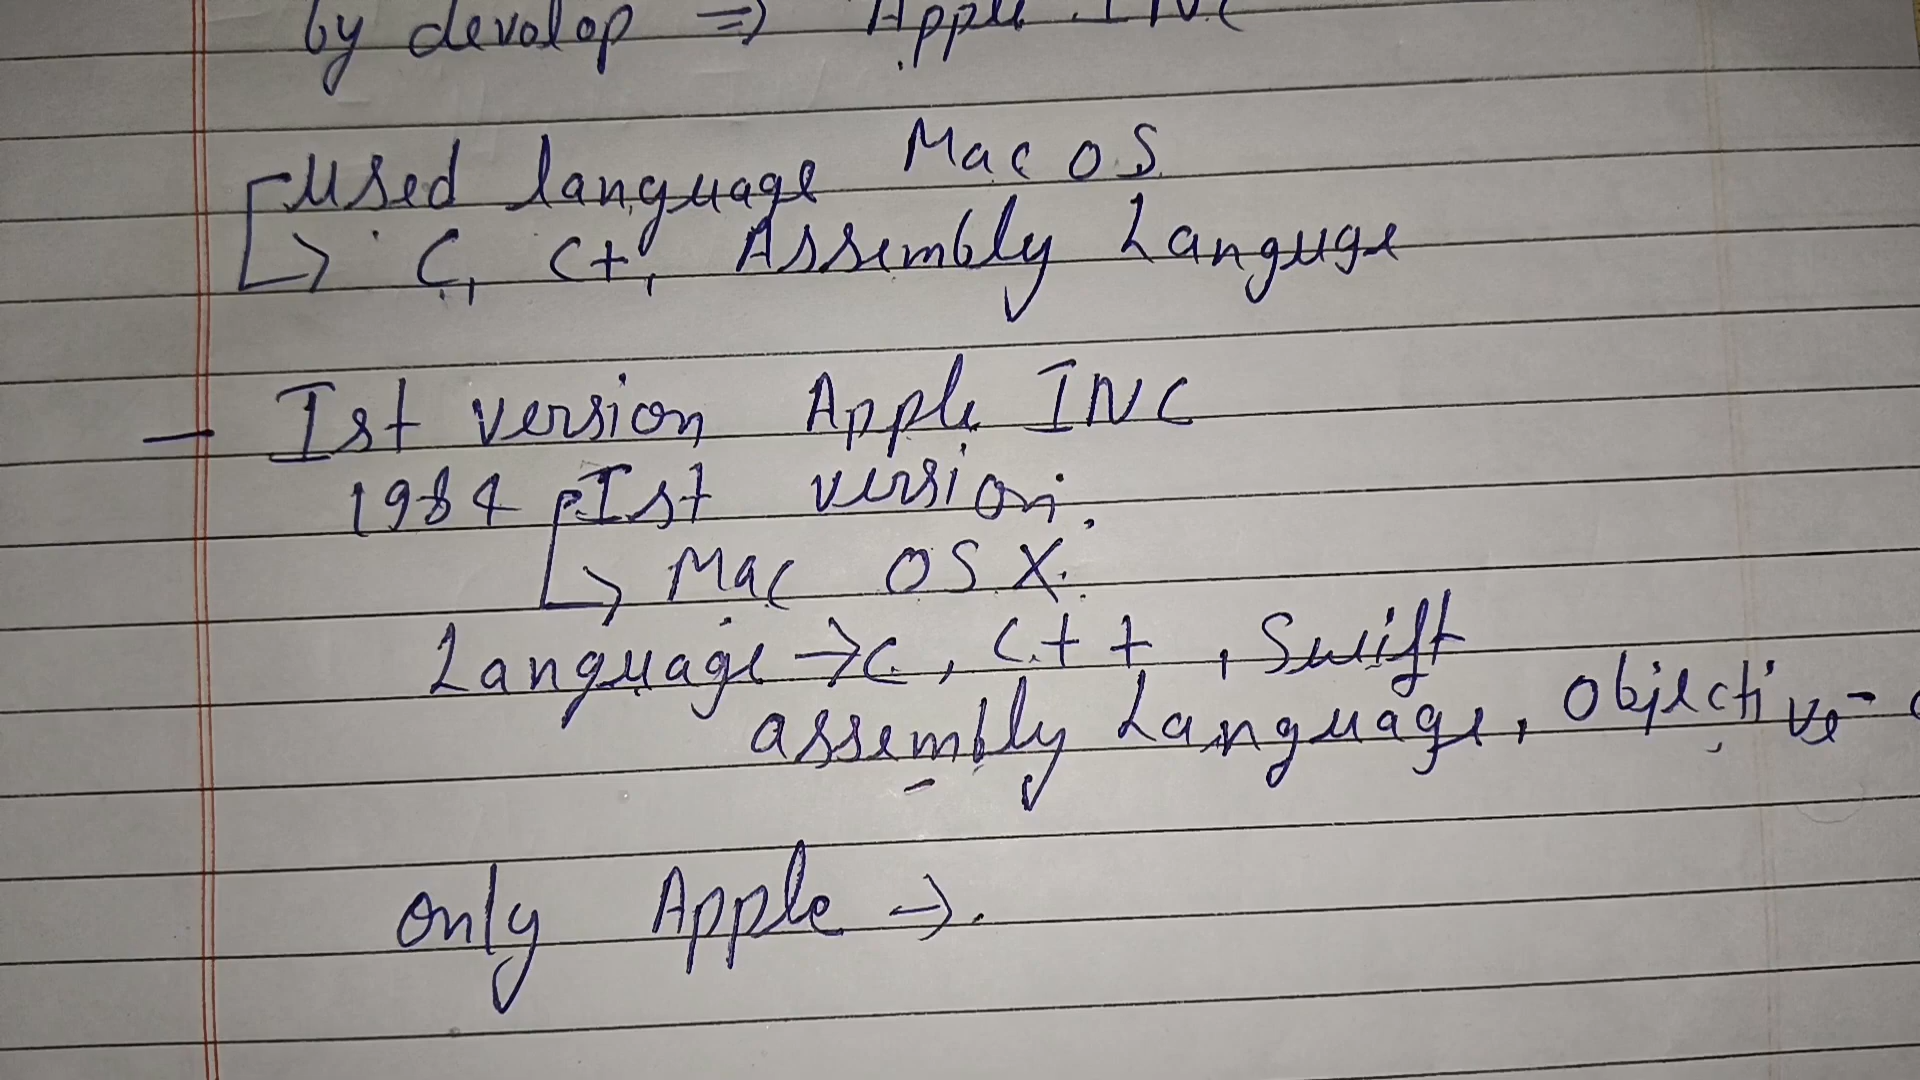 by develop => Apple INC
Used language Mac OS
→ C, C++, Assembly Languge
- Ist version Apple INC
1984 Ist version.
→ Mac OS X.
Language → C, C++, Swift
assembly Language, Objective-C
only Apple →.